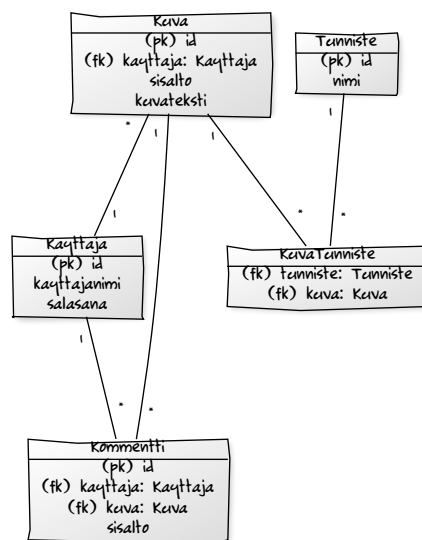 Kuva
(pk) id
(fk) kayttaja: Kayttaja
sisalto
kuvateksti
Tunniste
(pk) id
nimi
* 1 1 1
1 * *
Kayttaja
(pk) id
kayttajanimi
salasana
KuvaTunniste
(fk) tunniste: Tunniste
(fk) kuva: Kuva
1
* *
Kommentti
(pk) id
(fk) kayttaja: Kayttaja
(fk) kuva: Kuva
sisalto